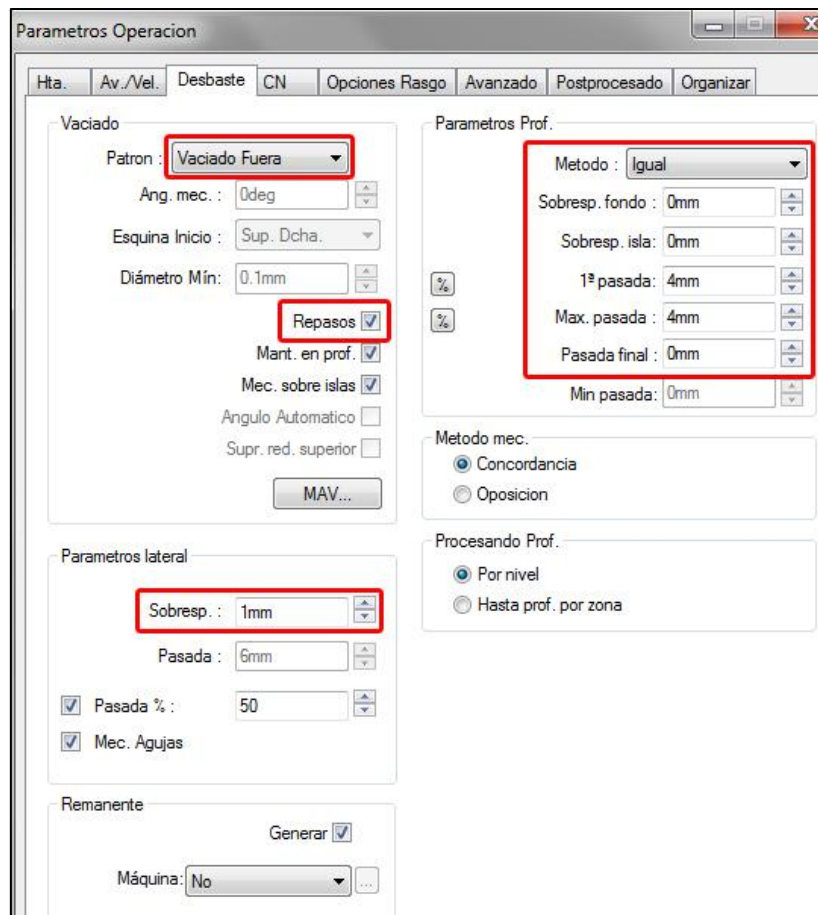 Parametros Operacion
Hta.
Av./Vel.
Desbaste
CN
Opciones Rasgo
Avanzado
Postprocesado
Organizar
Vaciado
Patron : Vaciado Fuera
Ang. mec. : 0deg
Esquina Inicio : Sup. Dcha.
Diámetro Mín: 0.1mm
Repasos
Mant. en prof.
Mec. sobre islas
Angulo Automatico
Supr. red. superior
MAV...
Parametros lateral
Sobresp. : 1mm
Pasada : 6mm
Pasada % : 50
Mec. Agujas
Remanente
Generar
Máquina: No
...
Parametros Prof.
Metodo : Igual
Sobresp. fondo : 0mm
Sobresp. isla: 0mm
% 1ª pasada: 4mm
% Max. pasada : 4mm
Pasada final : 0mm
Min pasada: 0mm
Metodo mec.
Concordancia
Oposicion
Procesando Prof.
Por nivel
Hasta prof. por zona